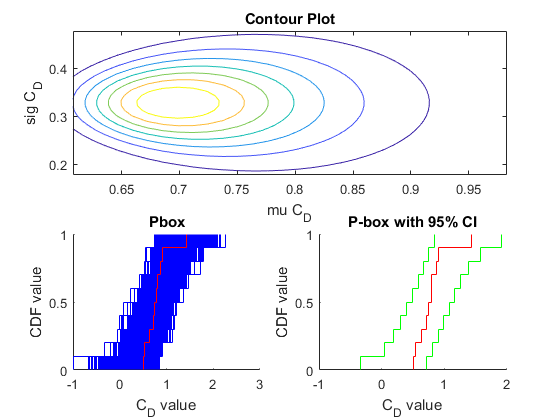 Contour Plot
sig C_D
0.4
0.3
0.2
0.65 0.7 0.75 0.8 0.85 0.9 0.95
mu C_D
Pbox
CDF value
1
0.5
0
-1 0 1 2 3
C_D value
P-box with 95% CI
CDF value
1
0.5
0
-1 0 1 2
C_D value